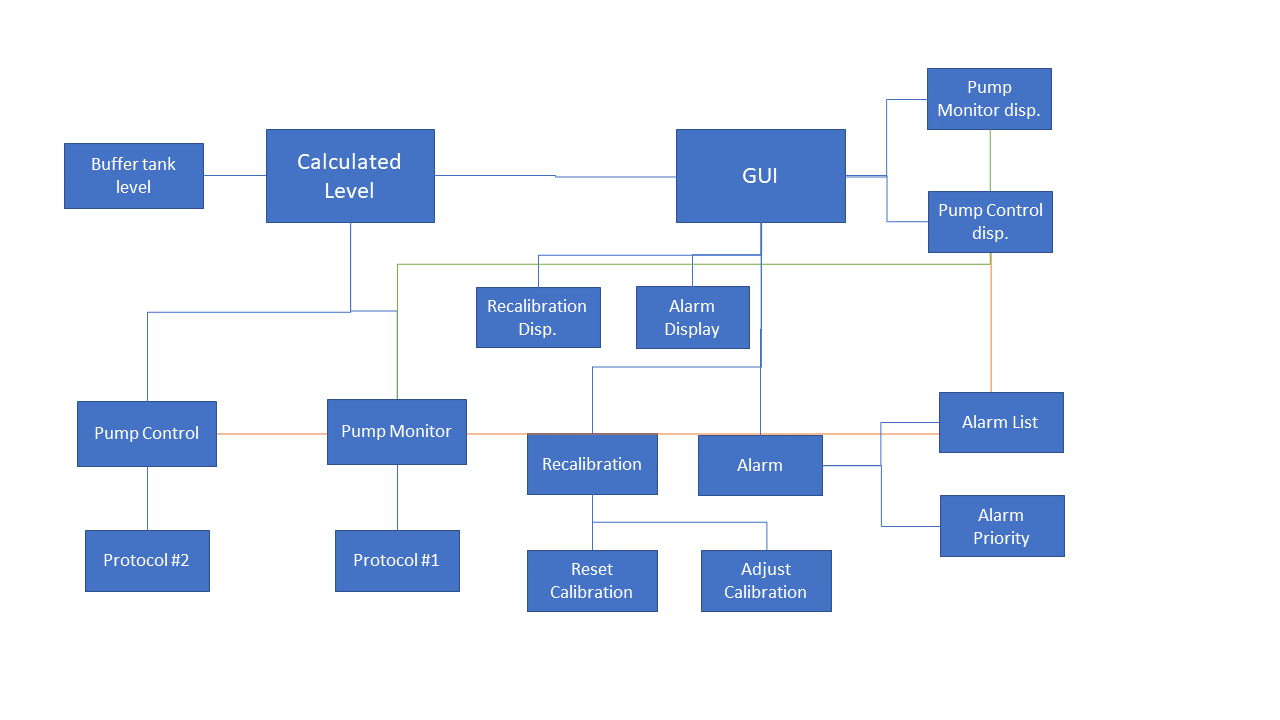 Pump
Monitor disp.
Buffer tank
level
Calculated
Level
GUI
Pump Control
disp.
Recalibration
Disp.
Alarm
Display
Pump Control
Pump Monitor
Recalibration
Alarm
Alarm List
Alarm
Priority
Protocol #2
Protocol #1
Reset
Calibration
Adjust
Calibration